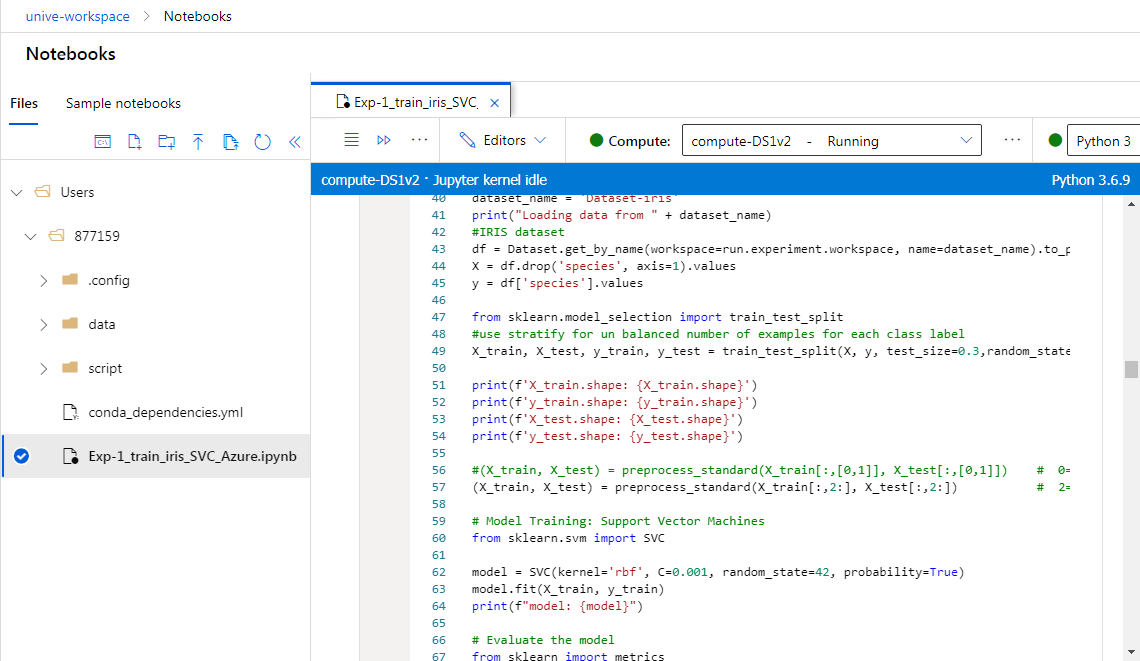 unive-workspace > Notebooks
Notebooks
Files Sample notebooks
Users
877159
.config
data
script
conda_dependencies.yml
Exp-1_train_iris_SVC_Azure.ipynb
Exp-1_train_iris_SVC_ ×
Editors
Compute: compute-DS1v2 - Running
Python 3
compute-DS1v2 · Jupyter kernel idle Python 3.6.9
40 dataset_name = 'Dataset-iris'
41 print("Loading data from " + dataset_name)
42 #IRIS dataset
43 df = Dataset.get_by_name(workspace=run.experiment.workspace, name=dataset_name).to_p
44 X = df.drop('species', axis=1).values
45 y = df['species'].values
46
47 from sklearn.model_selection import train_test_split
48 #use stratify for un balanced number of examples for each class label
49 X_train, X_test, y_train, y_test = train_test_split(X, y, test_size=0.3,random_state
50
51 print(f'X_train.shape: {X_train.shape}')
52 print(f'y_train.shape: {y_train.shape}')
53 print(f'X_test.shape: {X_test.shape}')
54 print(f'y_test.shape: {y_test.shape}')
55
56 #(X_train, X_test) = preprocess_standard(X_train[:,[0,1]], X_test[:,[0,1]]) # 0=
57 (X_train, X_test) = preprocess_standard(X_train[:,2:], X_test[:,2:]) # 2=
58
59 # Model Training: Support Vector Machines
60 from sklearn.svm import SVC
61
62 model = SVC(kernel='rbf', C=0.001, random_state=42, probability=True)
63 model.fit(X_train, y_train)
64 print(f"model: {model}")
65
66 # Evaluate the model
67 from sklearn import metrics